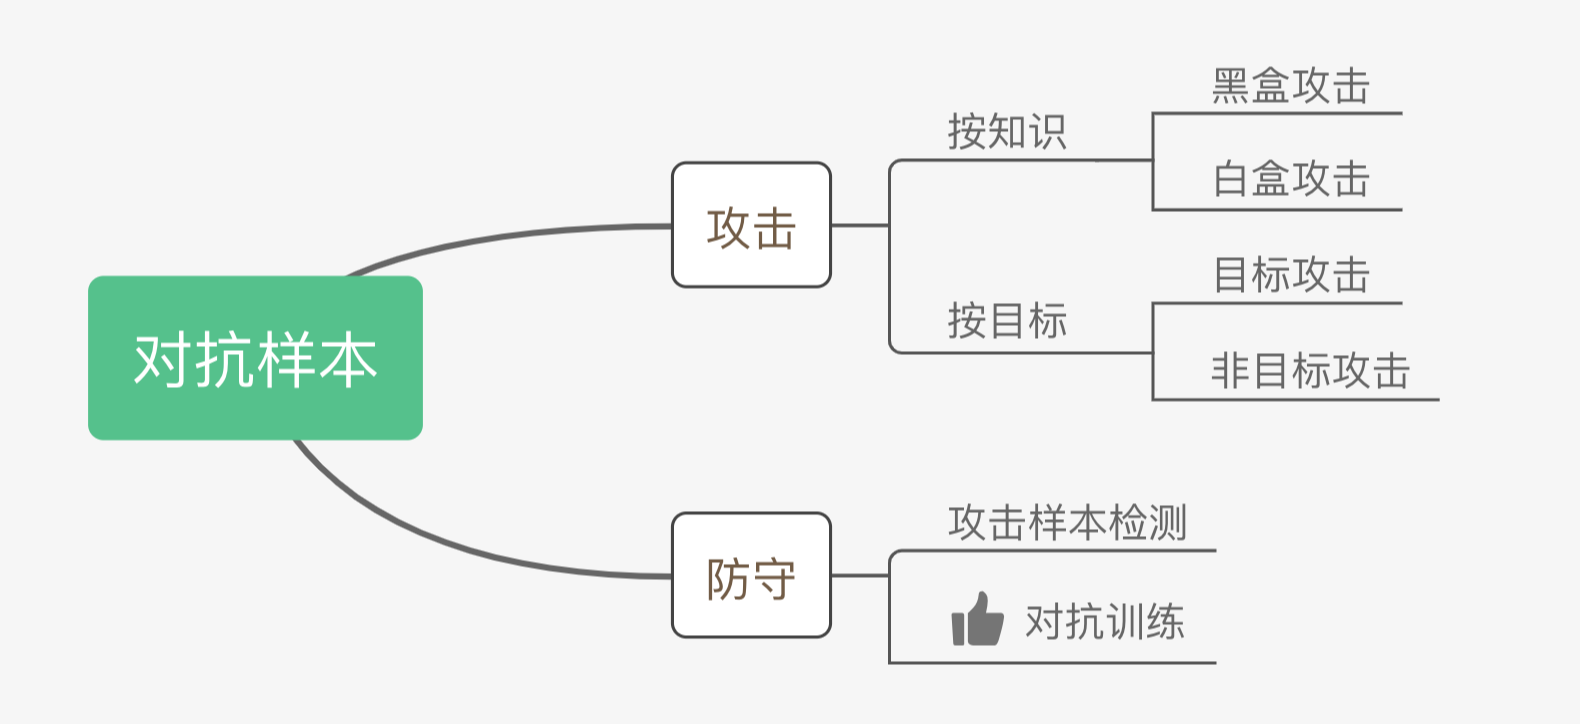 对抗样本
攻击
按知识
黑盒攻击
白盒攻击
按目标
目标攻击
非目标攻击
防守
攻击样本检测
对抗训练